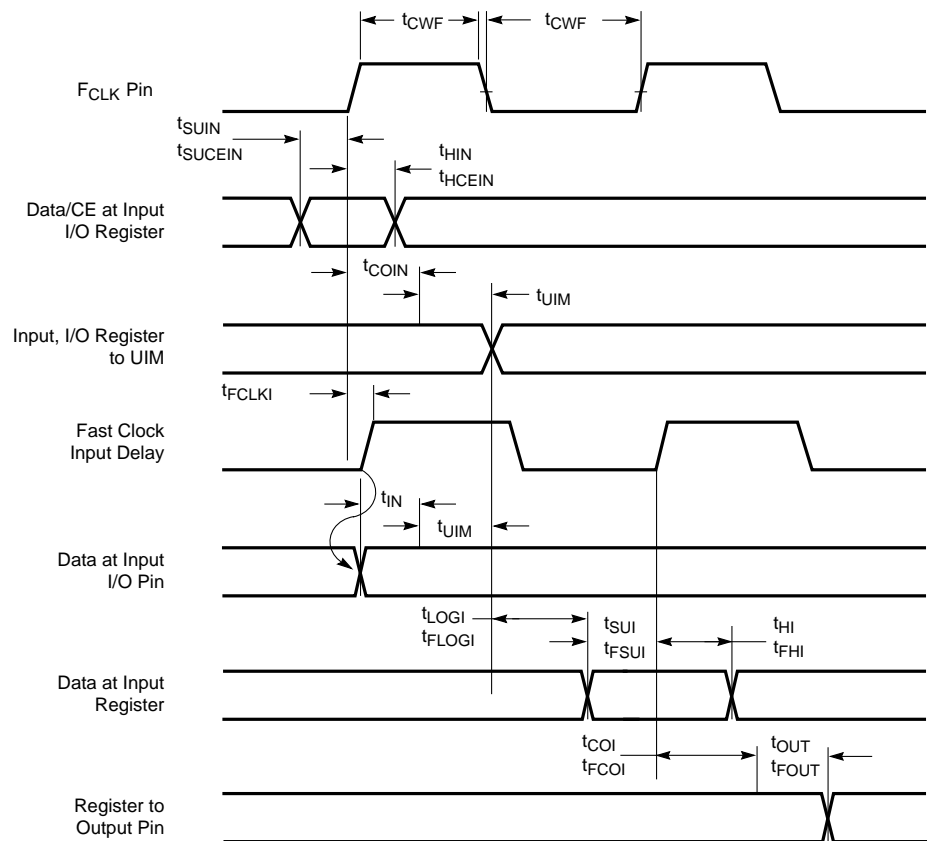 tCWF tCWF
FCLK Pin
tSUIN
tSUCEIN
tHIN
tHCEIN
Data/CE at Input
I/O Register
tCOIN
tUIM
Input, I/O Register
to UIM
tFCLKI
Fast Clock
Input Delay
tIN
tUIM
Data at Input
I/O Pin
tLOGI
tFLOGI
tSUI
tFSUI
tHI
tFHI
Data at Input
Register
tCOI
tFCOI
tOUT
tFOUT
Register to
Output Pin